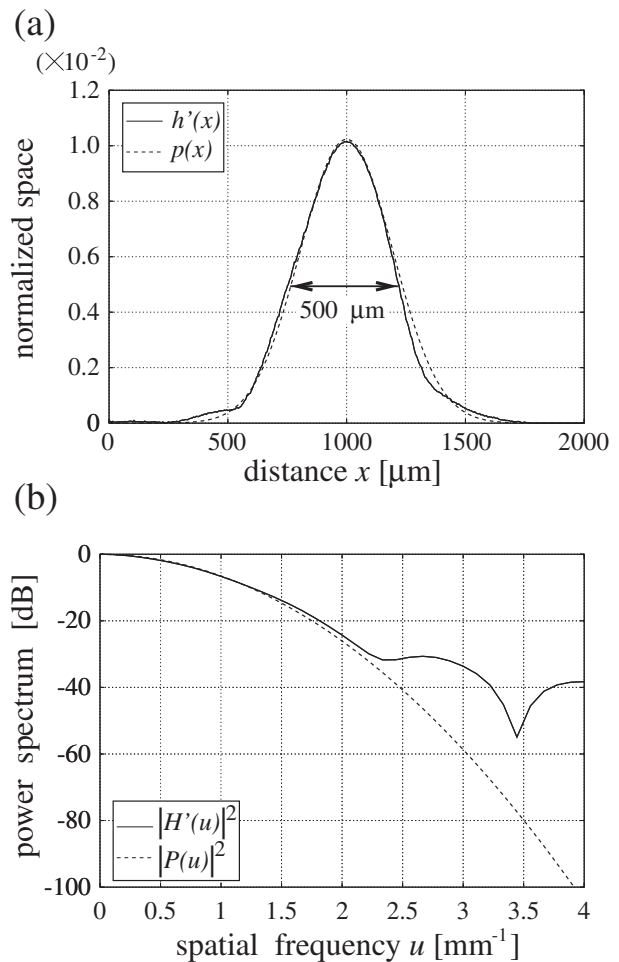 (a)
(×10⁻²)
1.2
1.0
0.8
0.6
0.4
0.2
0
normalized space
h'(x)
p(x)
500 μm
0 500 1000 1500 2000
distance x [μm]
(b)
0
-20
-40
-60
-80
-100
power spectrum [dB]
|H'(u)|²
|P(u)|²
0 0.5 1 1.5 2 2.5 3 3.5 4
spatial frequency u [mm⁻¹]